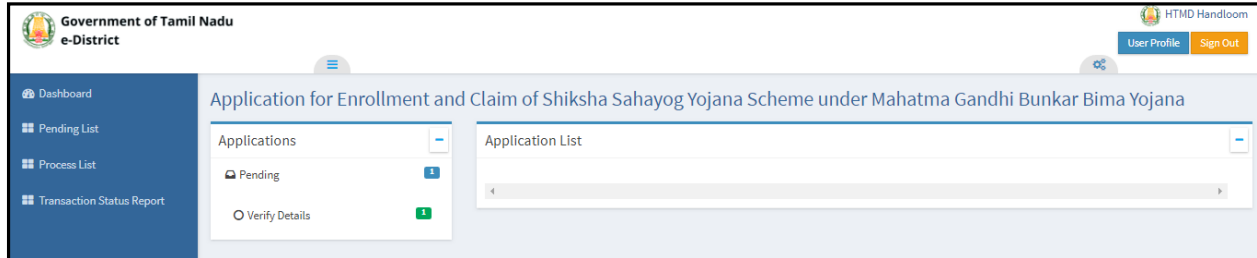 Government of Tamil Nadu
e-District
HTMD Handloom
User Profile
Sign Out
Dashboard
Pending List
Process List
Transaction Status Report
Application for Enrollment and Claim of Shiksha Sahayog Yojana Scheme under Mahatma Gandhi Bunkar Bima Yojana
Applications
Pending 1
Verify Details 1
Application List